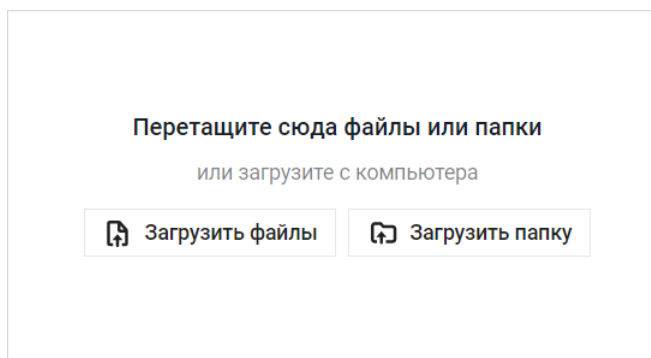 Перетащите сюда файлы или папки
или загрузите с компьютера
Загрузить файлы
Загрузить папку